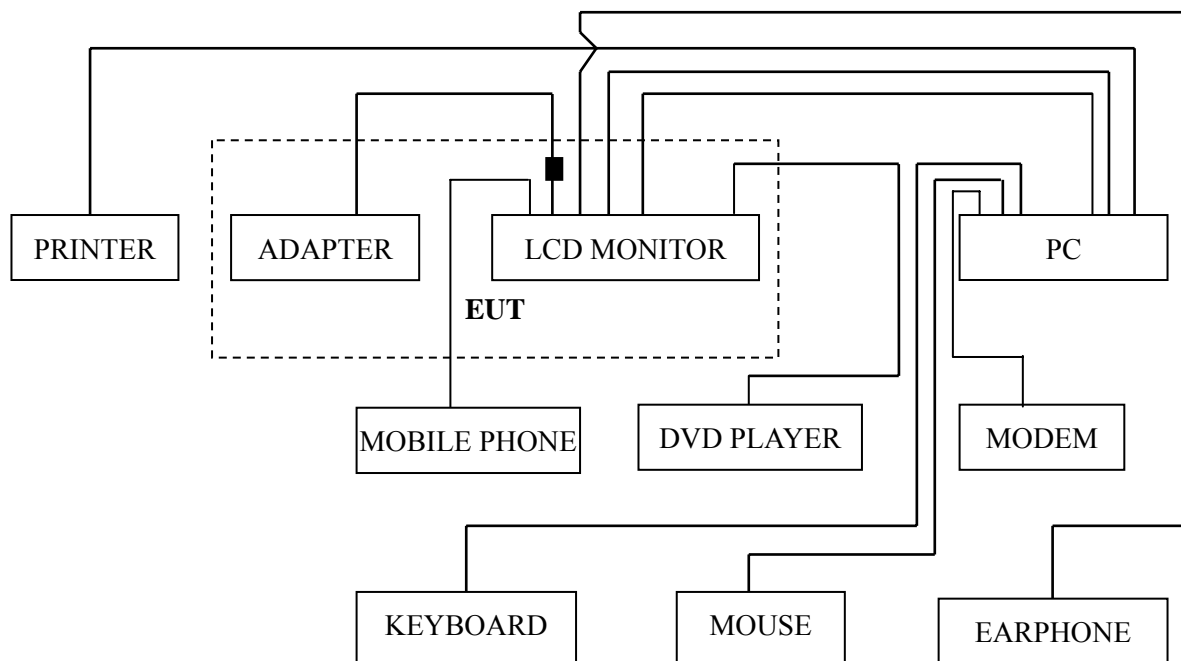 PRINTER
ADAPTER
LCD MONITOR
PC
EUT
MOBILE PHONE
DVD PLAYER
MODEM
KEYBOARD
MOUSE
EARPHONE